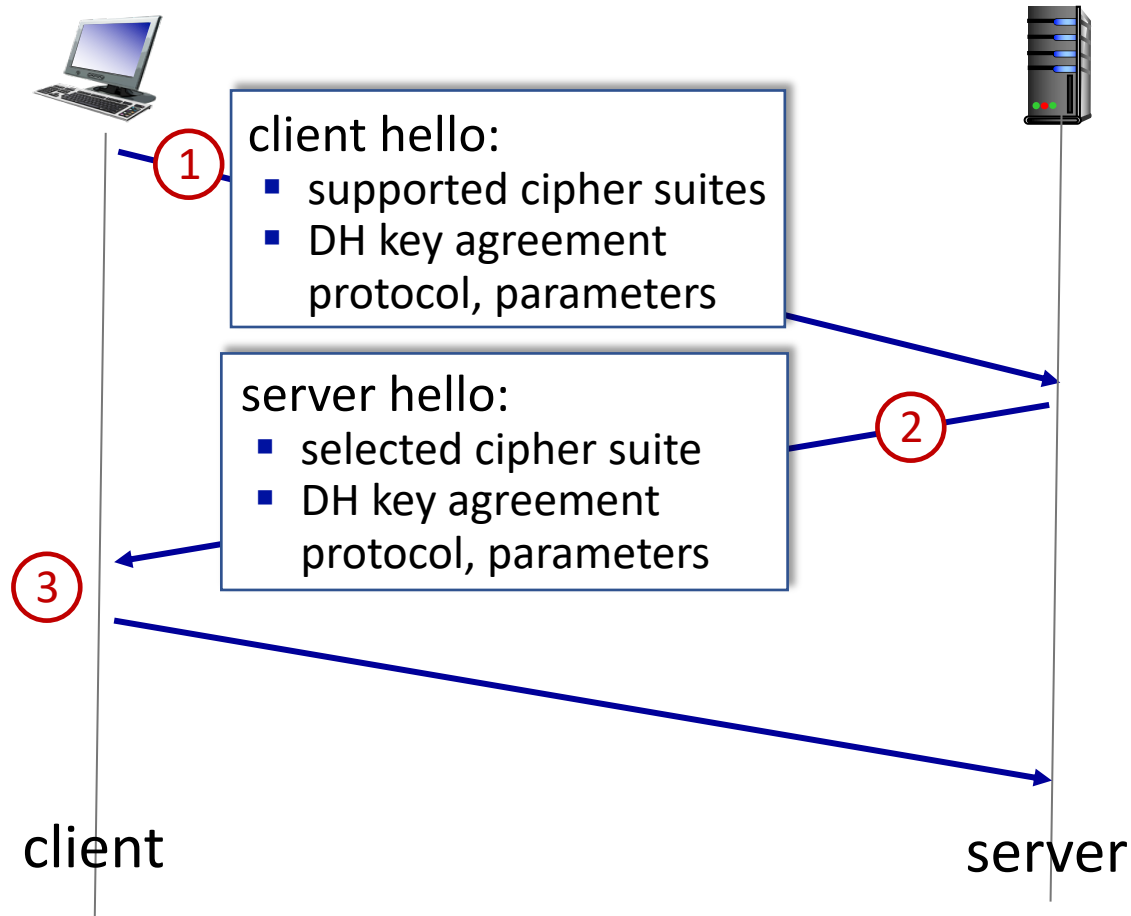 1
client hello:
▪ supported cipher suites
▪ DH key agreement
protocol, parameters
server hello:
▪ selected cipher suite
▪ DH key agreement
protocol, parameters
2
3
client
server